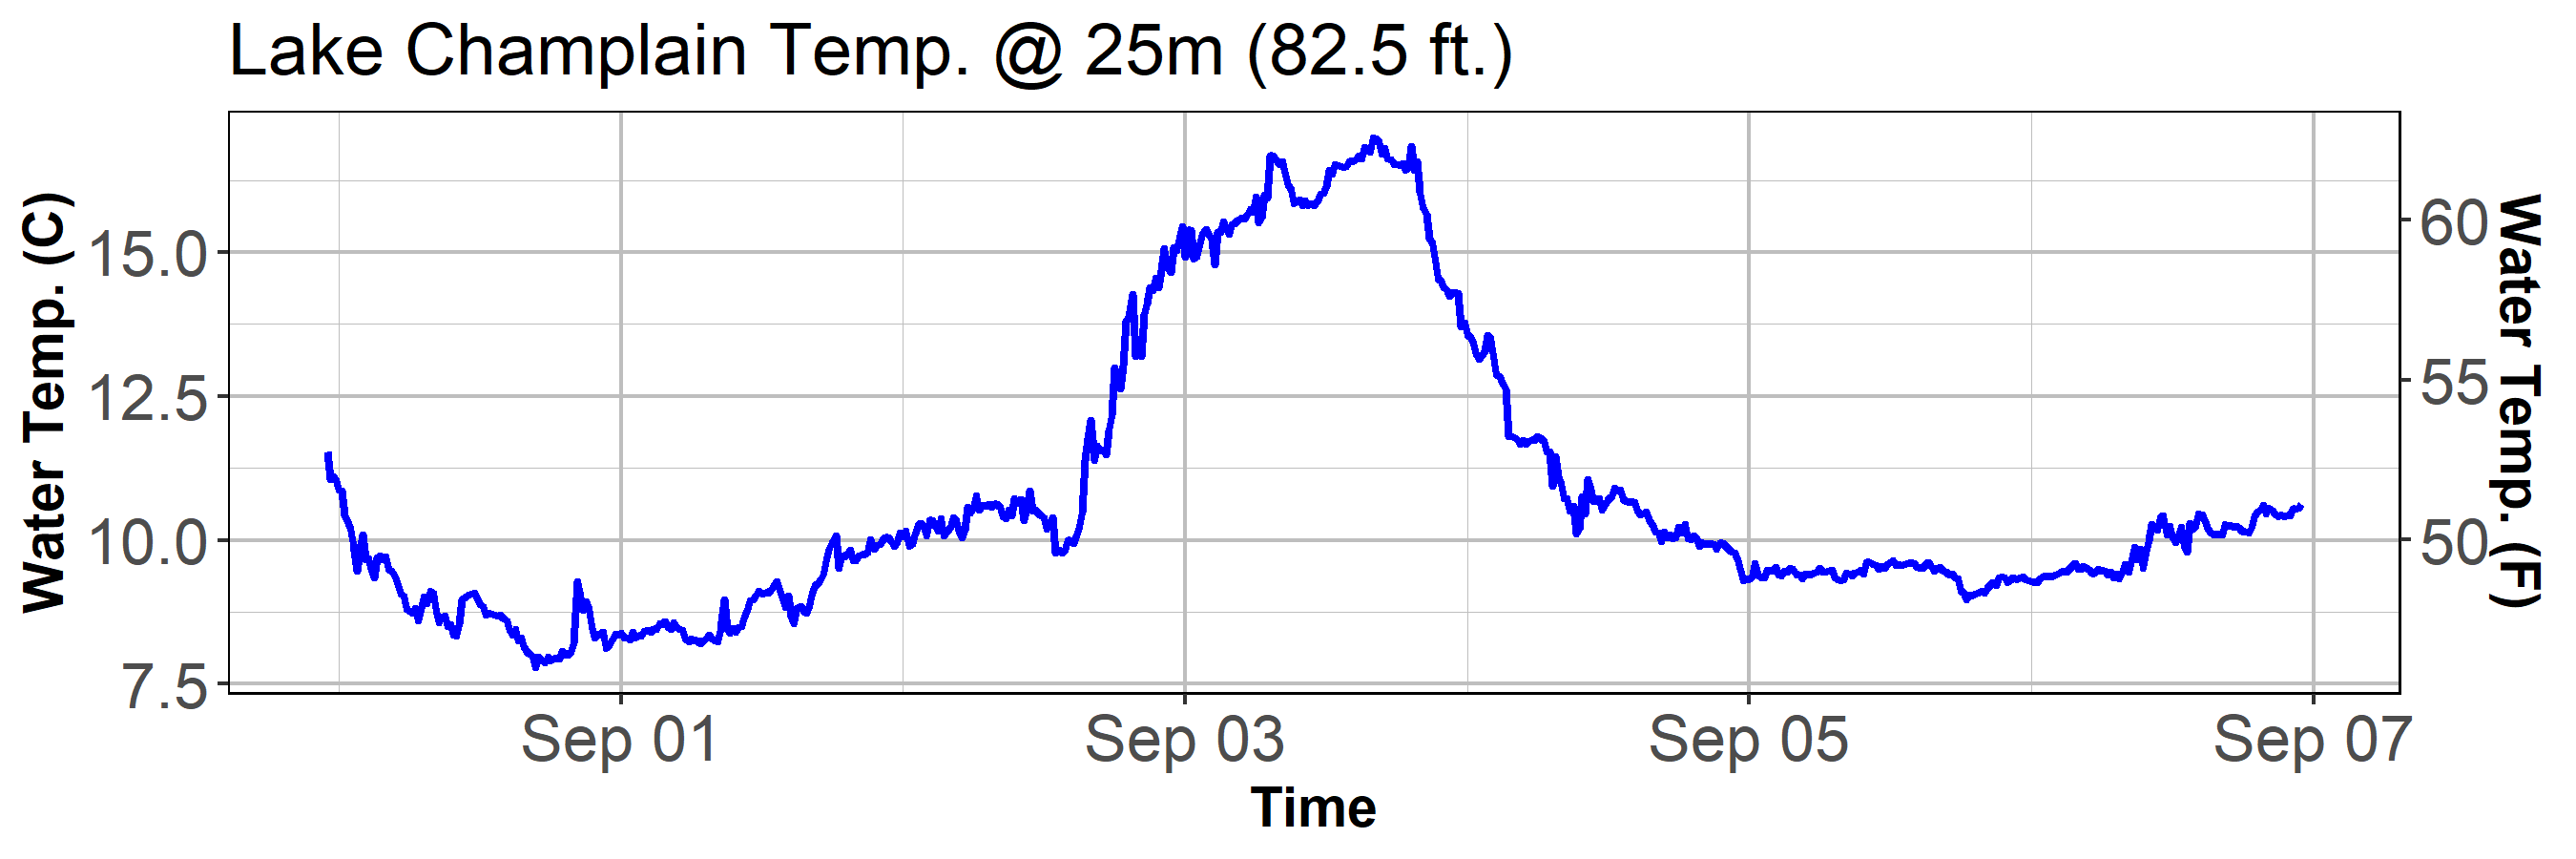 Lake Champlain Temp. @ 25m (82.5 ft.)
Water Temp. (C)
15.0
12.5
10.0
7.5
60
55
50
Water Temp. (F)
Sep 01
Sep 03
Sep 05
Sep 07
Time